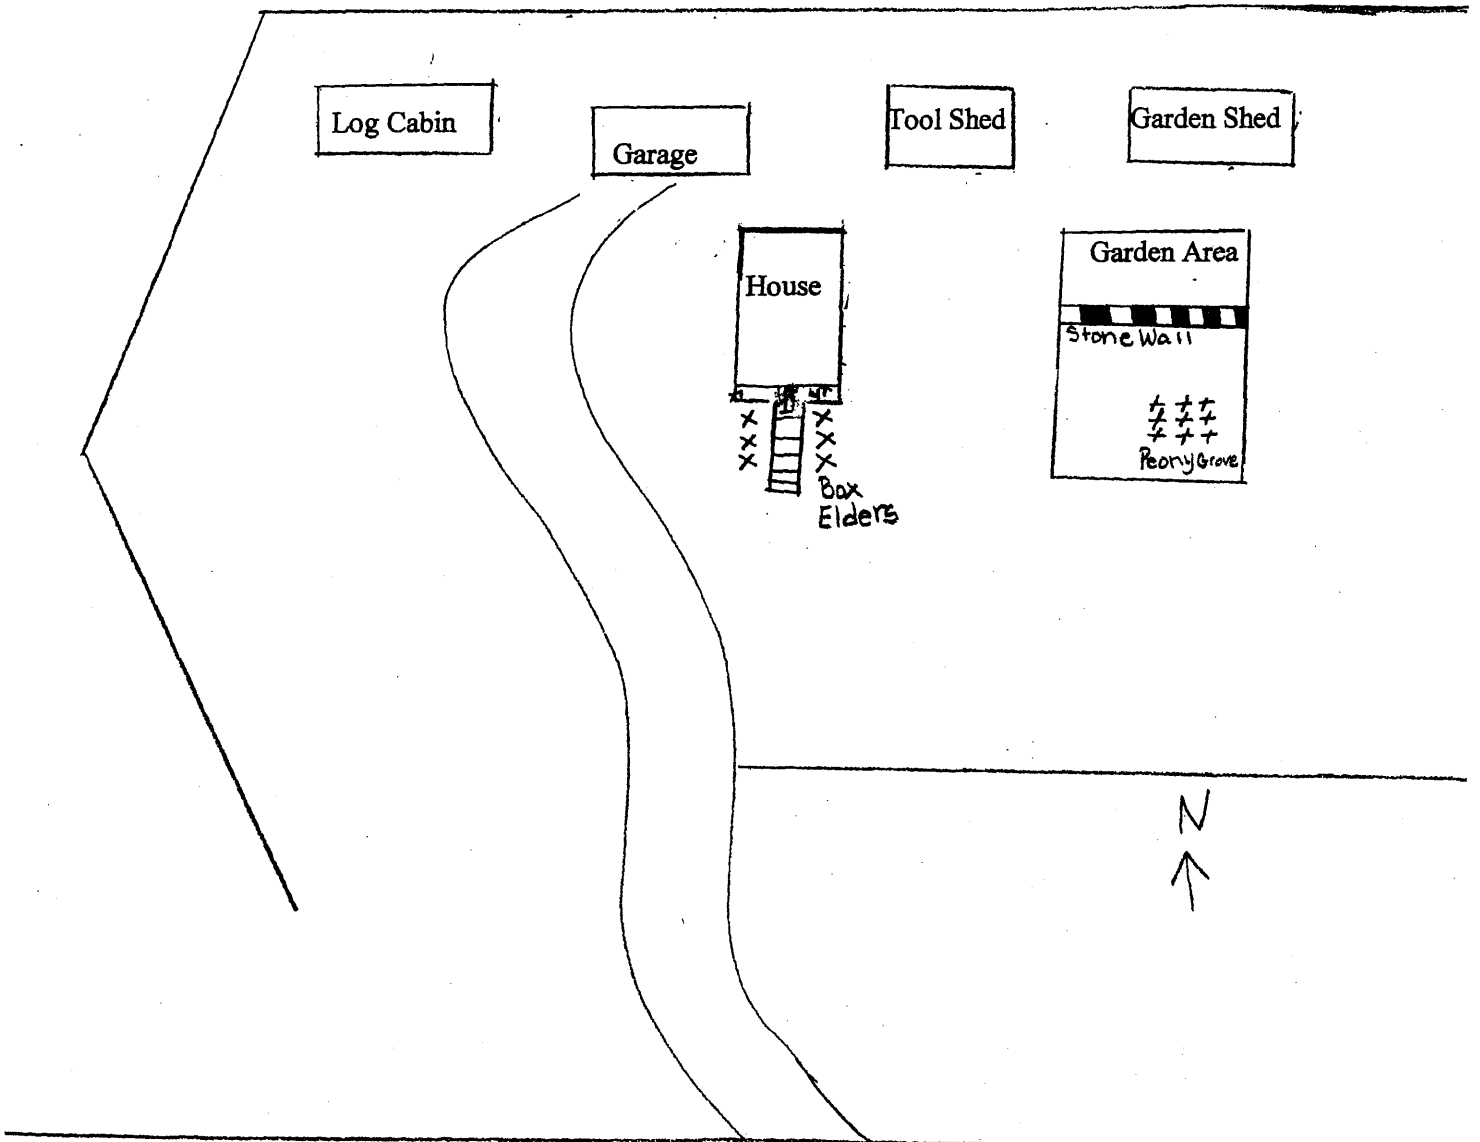 Log Cabin
Garage
Tool Shed
Garden Shed
House
Garden Area
Stone Wall
Peony Grove
Box
Elders
N